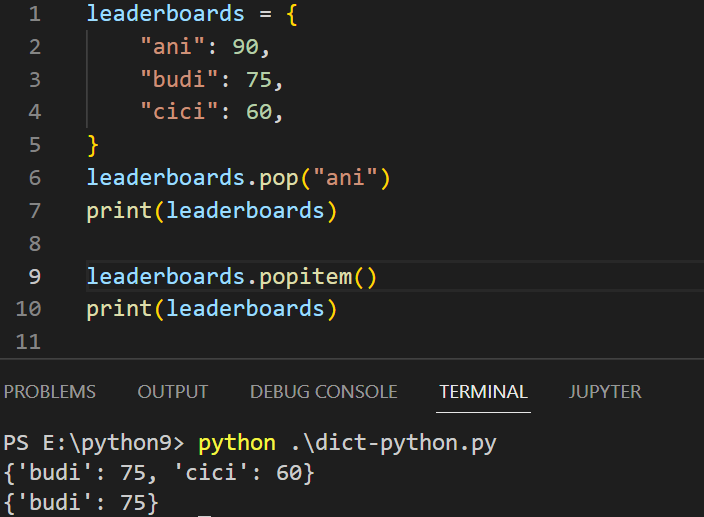 1 leaderboards = {
2     "ani": 90,
3     "budi": 75,
4     "cici": 60,
5 }
6 leaderboards.pop("ani")
7 print(leaderboards)
8
9 leaderboards.popitem()
10 print(leaderboards)
11
PROBLEMS OUTPUT DEBUG CONSOLE TERMINAL JUPYTER
PS E:\python9> python .\dict-python.py
{'budi': 75, 'cici': 60}
{'budi': 75}